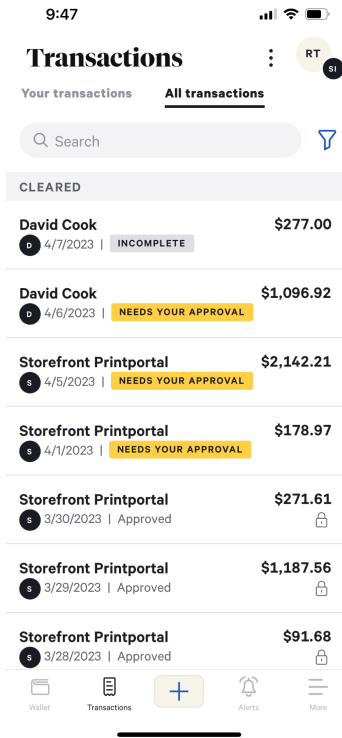 9:47
Transactions
RT
SI
Your transactions All transactions
Search
CLEARED
David Cook $277.00
D 4/7/2023 | INCOMPLETE
David Cook $1,096.92
D 4/6/2023 | NEEDS YOUR APPROVAL
Storefront Printportal $2,142.21
S 4/5/2023 | NEEDS YOUR APPROVAL
Storefront Printportal $178.97
S 4/1/2023 | NEEDS YOUR APPROVAL
Storefront Printportal $271.61
S 3/30/2023 | Approved
Storefront Printportal $1,187.56
S 3/29/2023 | Approved
Storefront Printportal $91.68
S 3/28/2023 | Approved
Wallet Transactions Alerts More